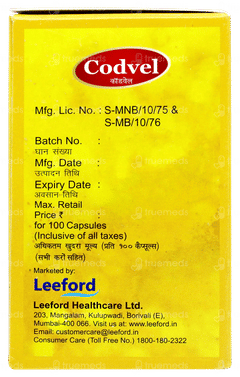 Codvel
कॉडवेल
Mfg. Lic. No. : S-MNB/10/75 &
S-MB/10/76
Batch No. :
घान संख्या
Mfg. Date :
उत्पादन तिथि
Expiry Date :
अवसान तिथि
Max. Retail
Price ₹ :
for 100 Capsules
(Inclusive of all taxes)
अधिकतम खुदरा मूल्य (प्रति १०० कैप्सूल्स)
(सभी करों सहित)
Marketed by:
Leeford
Leeford Healthcare Ltd.
203, Mangalam, Kulupwadi, Borivali (E),
Mumbai-400 066. Visit us at: www.leeford.in
Email: customercare@leeford.in
Consumer Care (Toll Free No.) 1800-180-2322